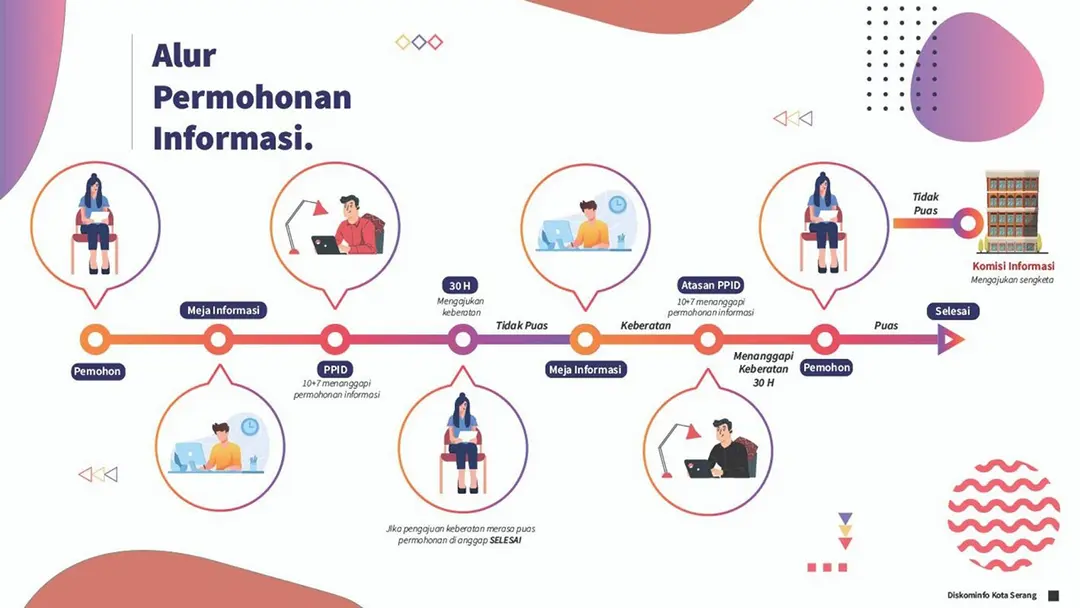 Alur
Permohonan
Informasi.
Pemohon
Meja Informasi
PPID
10+7 menanggapi
permohonan informasi
30 H
Mengajukan
keberatan
Jika pengajuan keberatan merasa puas
permohonan di anggap SELESAI
Tidak Puas
Meja Informasi
Keberatan
Atasan PPID
10+7 menanggapi
permohonan informasi
Menanggapi
Keberatan
30 H
Pemohon
Puas
Selesai
Tidak
Puas
Komisi Informasi
Mengajukan sengketa
Diskominfo Kota Serang